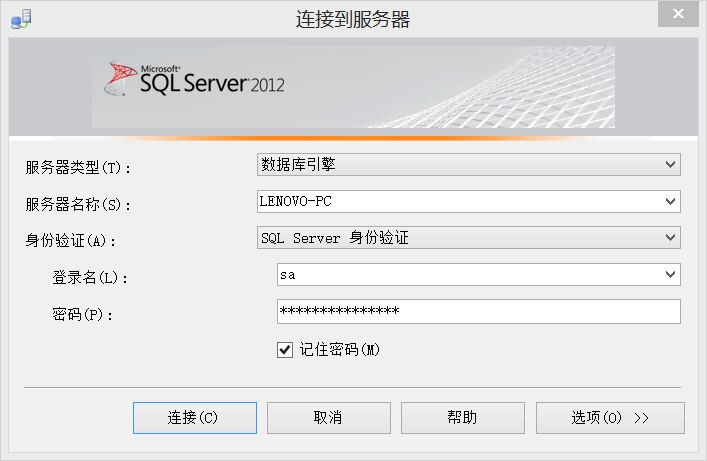 连接到服务器
Microsoft®
SQL Server® 2012
服务器类型(T):
数据库引擎
服务器名称(S):
LENOVO-PC
身份验证(A):
SQL Server 身份验证
登录名(L):
sa
密码(P):
***************
记住密码(M)
连接(C)
取消
帮助
选项(O) >>